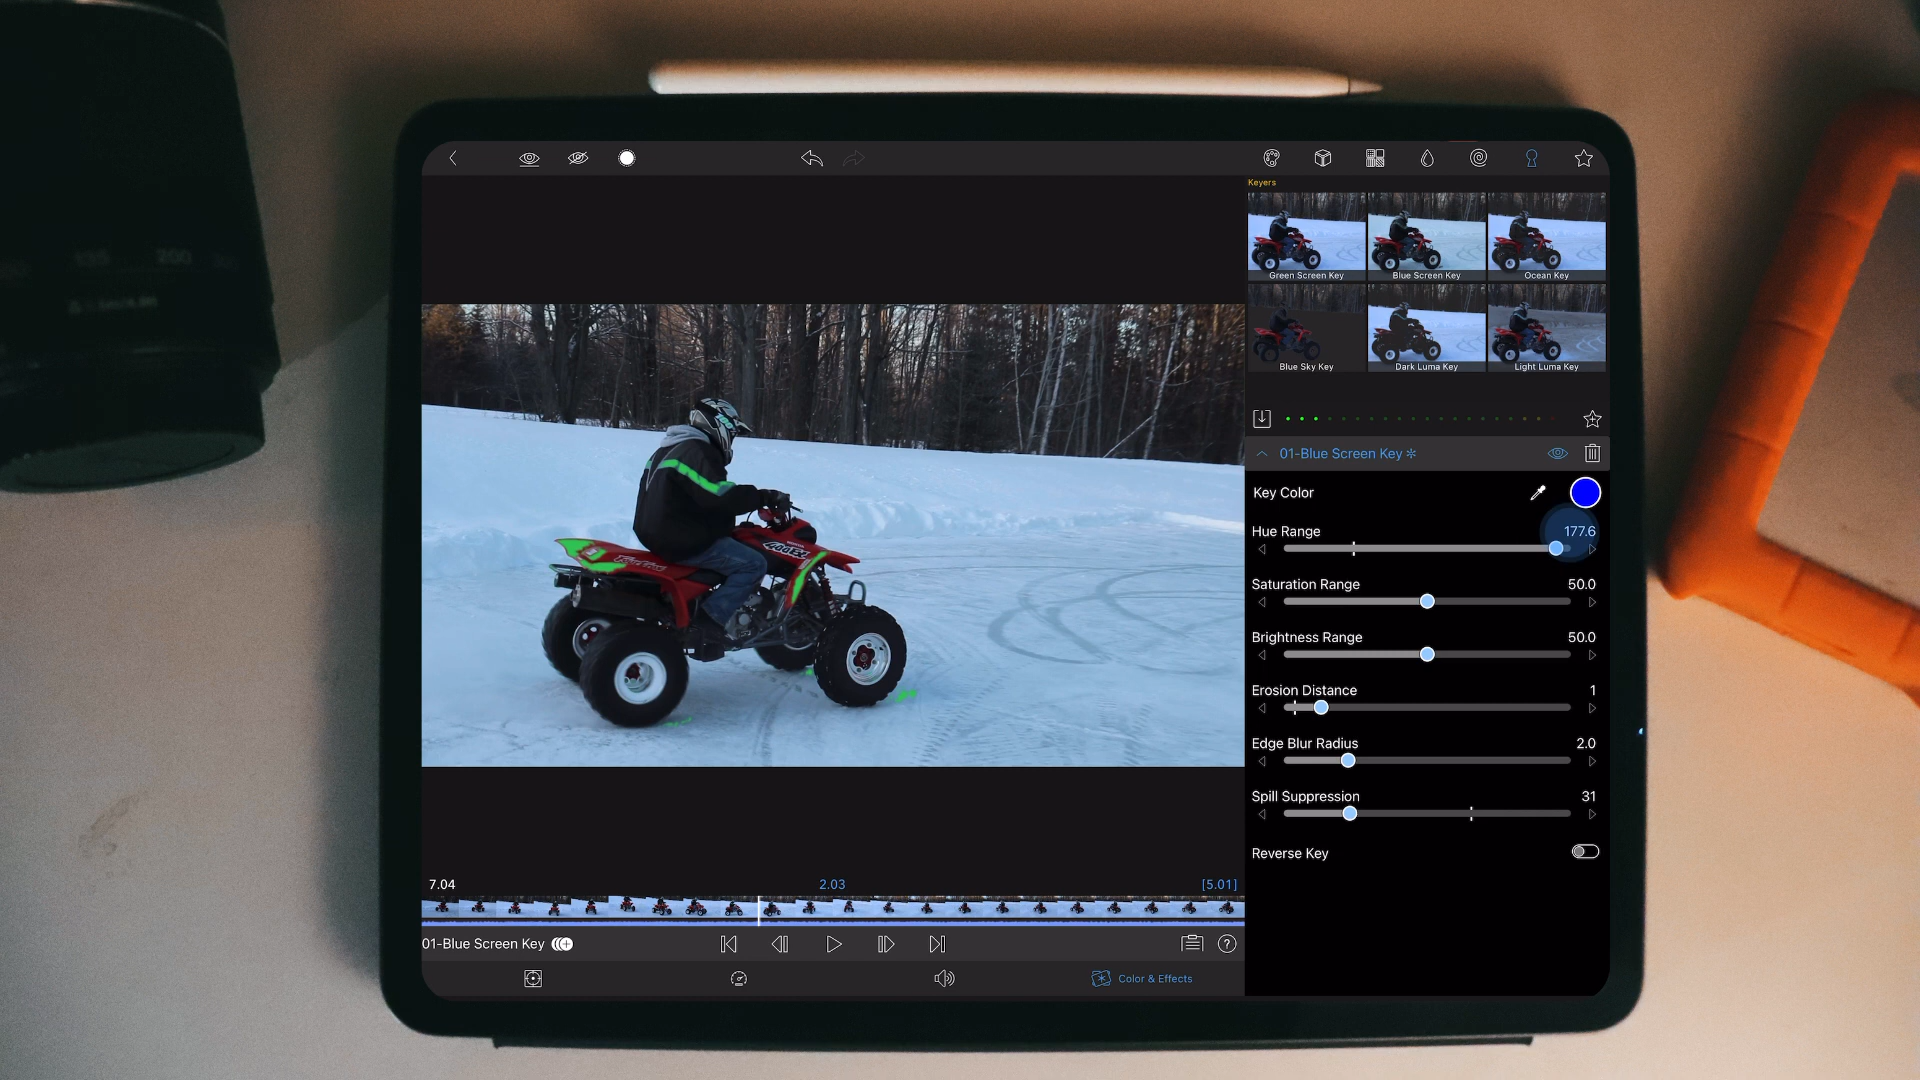 135 200
Keyers
Green Screen Key
Blue Screen Key
Ocean Key
Blue Sky Key
Dark Luma Key
Light Luma Key
01-Blue Screen Key
Key Color
Hue Range
177.6
Saturation Range
50.0
Brightness Range
50.0
Erosion Distance
1
Edge Blur Radius
2.0
Spill Suppression
31
Reverse Key
400EX
7.04
2.03
[5.01]
01-Blue Screen Key
?
Color & Effects